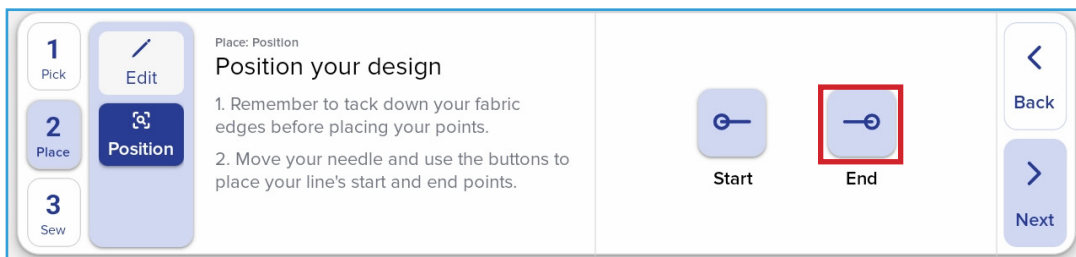 1
Pick
2
Place
3
Sew
Edit
Position
Place: Position
Position your design
1. Remember to tack down your fabric
edges before placing your points.
2. Move your needle and use the buttons to
place your line's start and end points.
Start
End
Back
Next